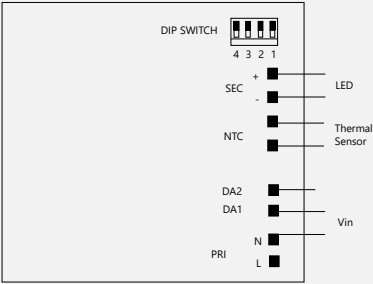 DIP SWITCH
4 3 2 1
+
SEC
LED
-
NTC
Thermal
Sensor
DA2
DA1
Vin
N
PRI
L